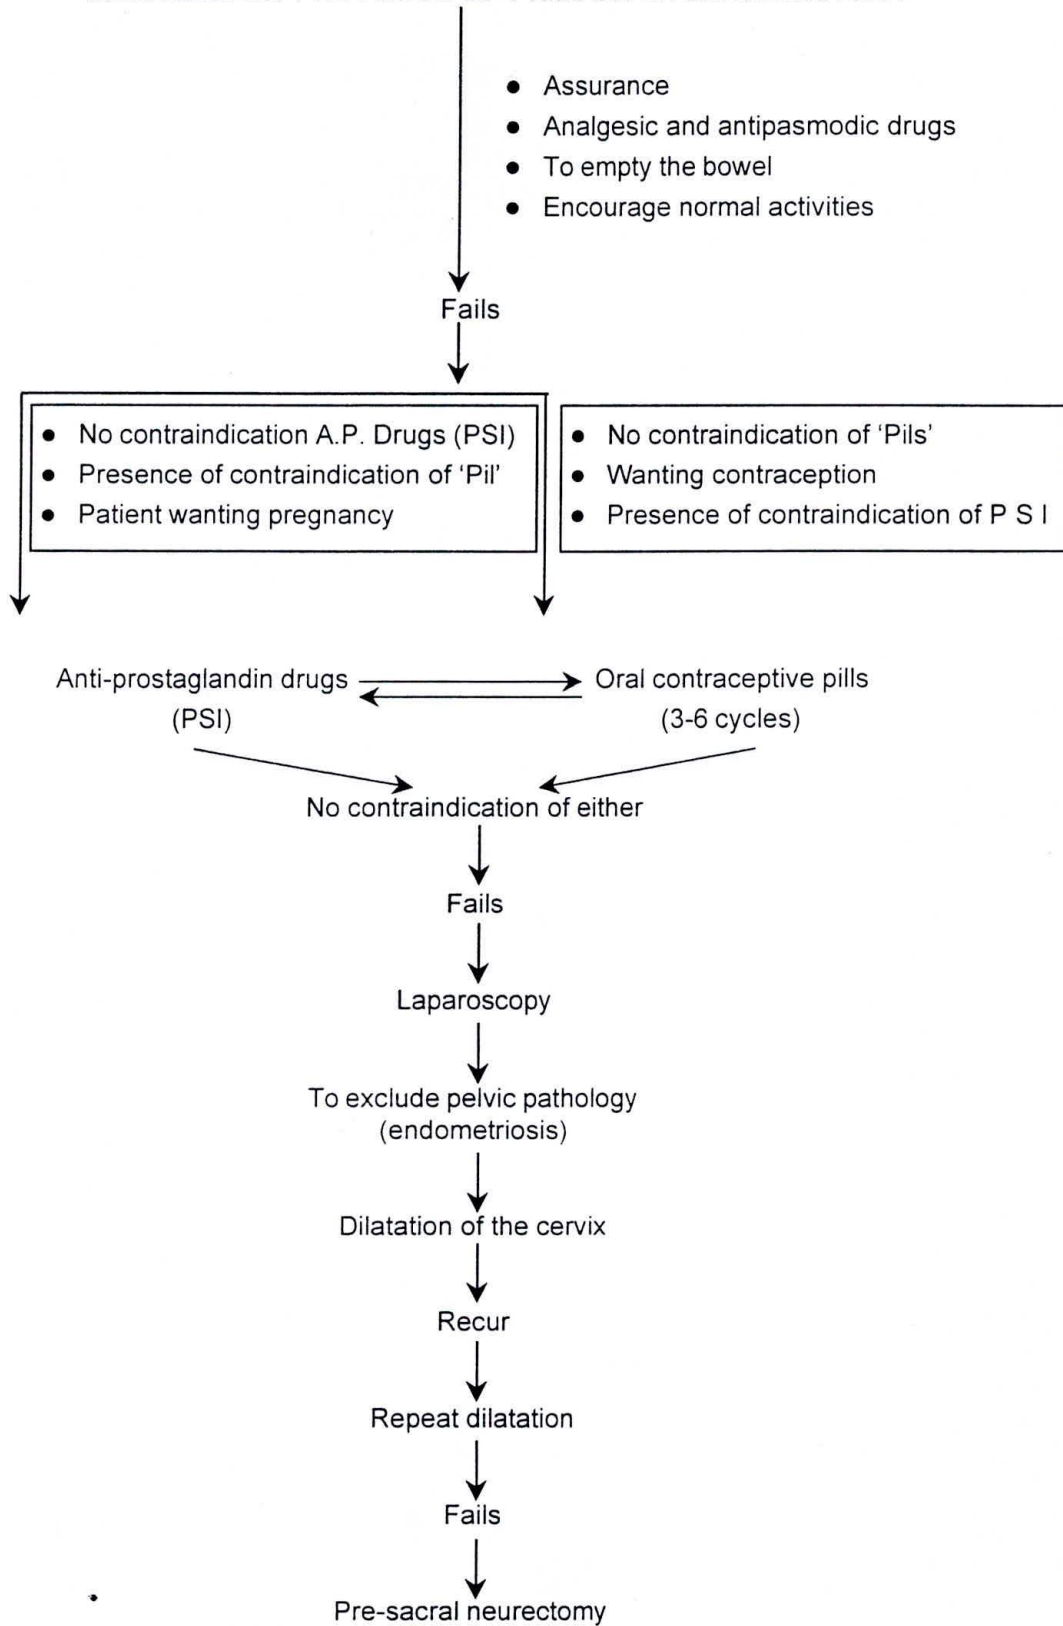 ● Assurance
● Analgesic and antipasmodic drugs
● To empty the bowel
● Encourage normal activities
Fails
● No contraindication A.P. Drugs (PSI)
● Presence of contraindication of ‘Pil’
● Patient wanting pregnancy
● No contraindication of ‘Pils’
● Wanting contraception
● Presence of contraindication of P S I
Anti-prostaglandin drugs
(PSI)
Oral contraceptive pills
(3-6 cycles)
No contraindication of either
Fails
Laparoscopy
To exclude pelvic pathology
(endometriosis)
Dilatation of the cervix
Recur
Repeat dilatation
Fails
Pre-sacral neurectomy